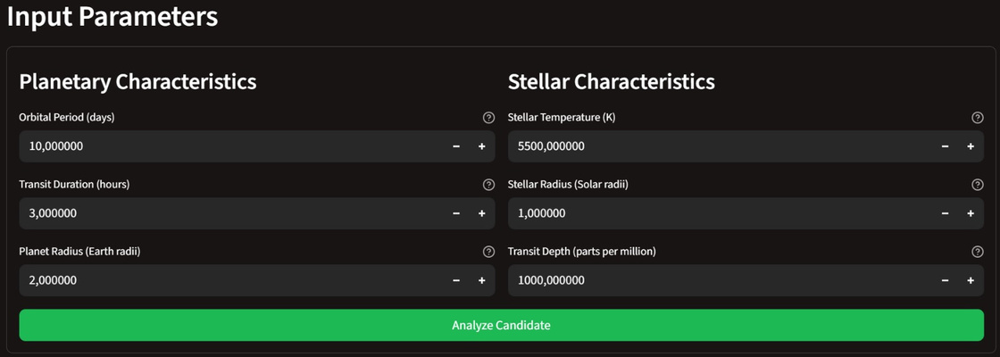 Input Parameters
Planetary Characteristics
Orbital Period (days)
10,000000
Transit Duration (hours)
3,000000
Planet Radius (Earth radii)
2,000000
Stellar Characteristics
Stellar Temperature (K)
5500,000000
Stellar Radius (Solar radii)
1,000000
Transit Depth (parts per million)
1000,000000
Analyze Candidate